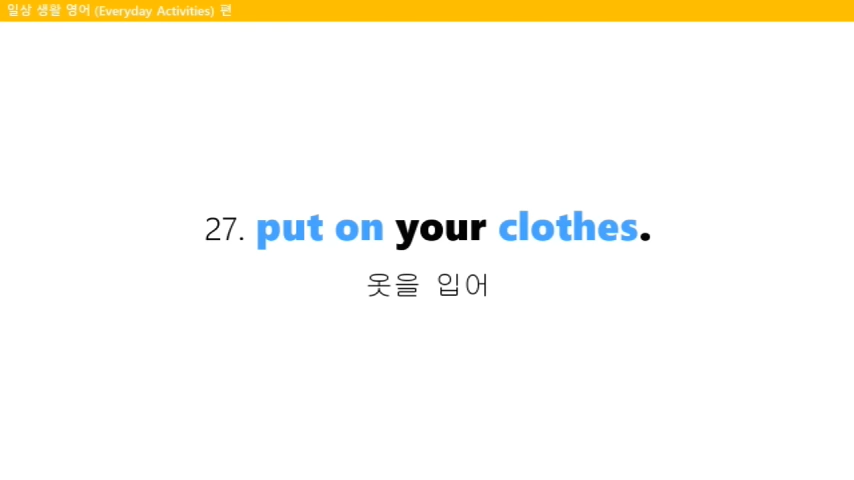 일상 생활 영어 (Everyday Activities) 편
27. put on your clothes.
옷을 입어